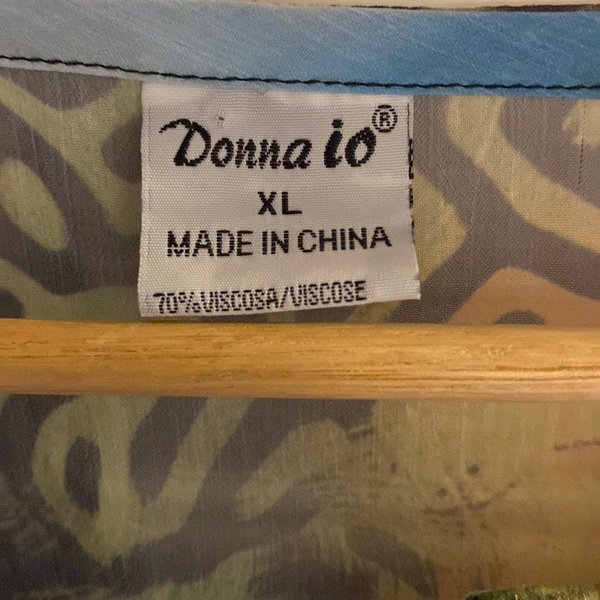 Donna io®
XL
MADE IN CHINA
70%VISCOSA/VISCOSE